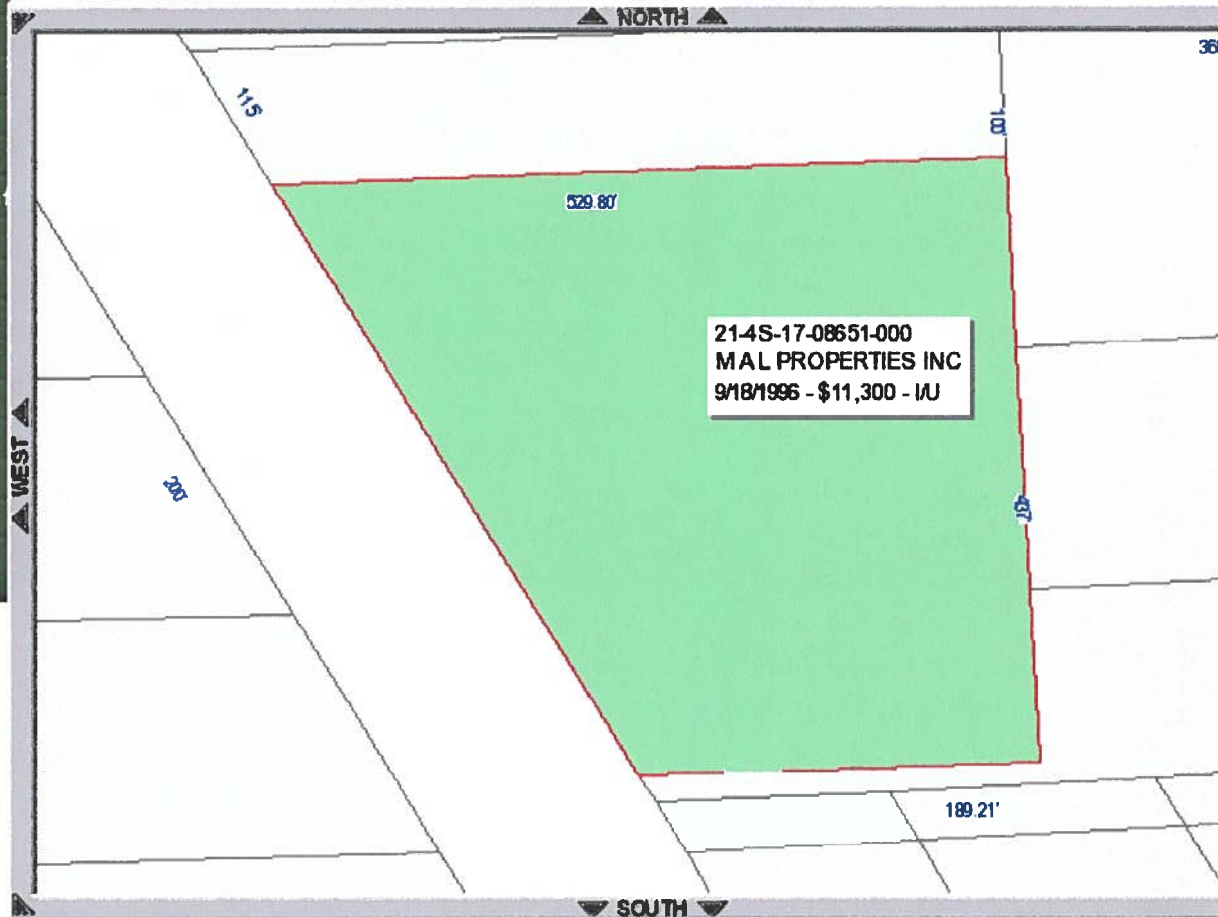 NORTH
36
115'
100'
529.80'
21-4S-17-08651-000
M A L PROPERTIES INC
9/18/1996 - $11,300 - I/U
WEST
200'
437'
189.21'
SOUTH